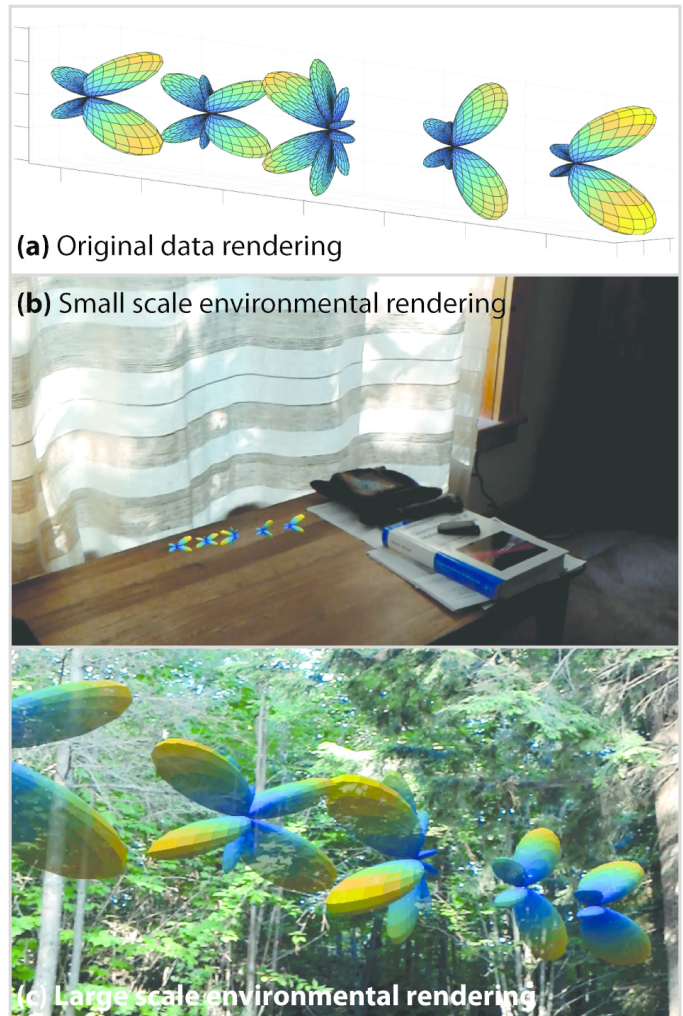 (a) Original data rendering
(b) Small scale environmental rendering
(c) Large scale environmental rendering